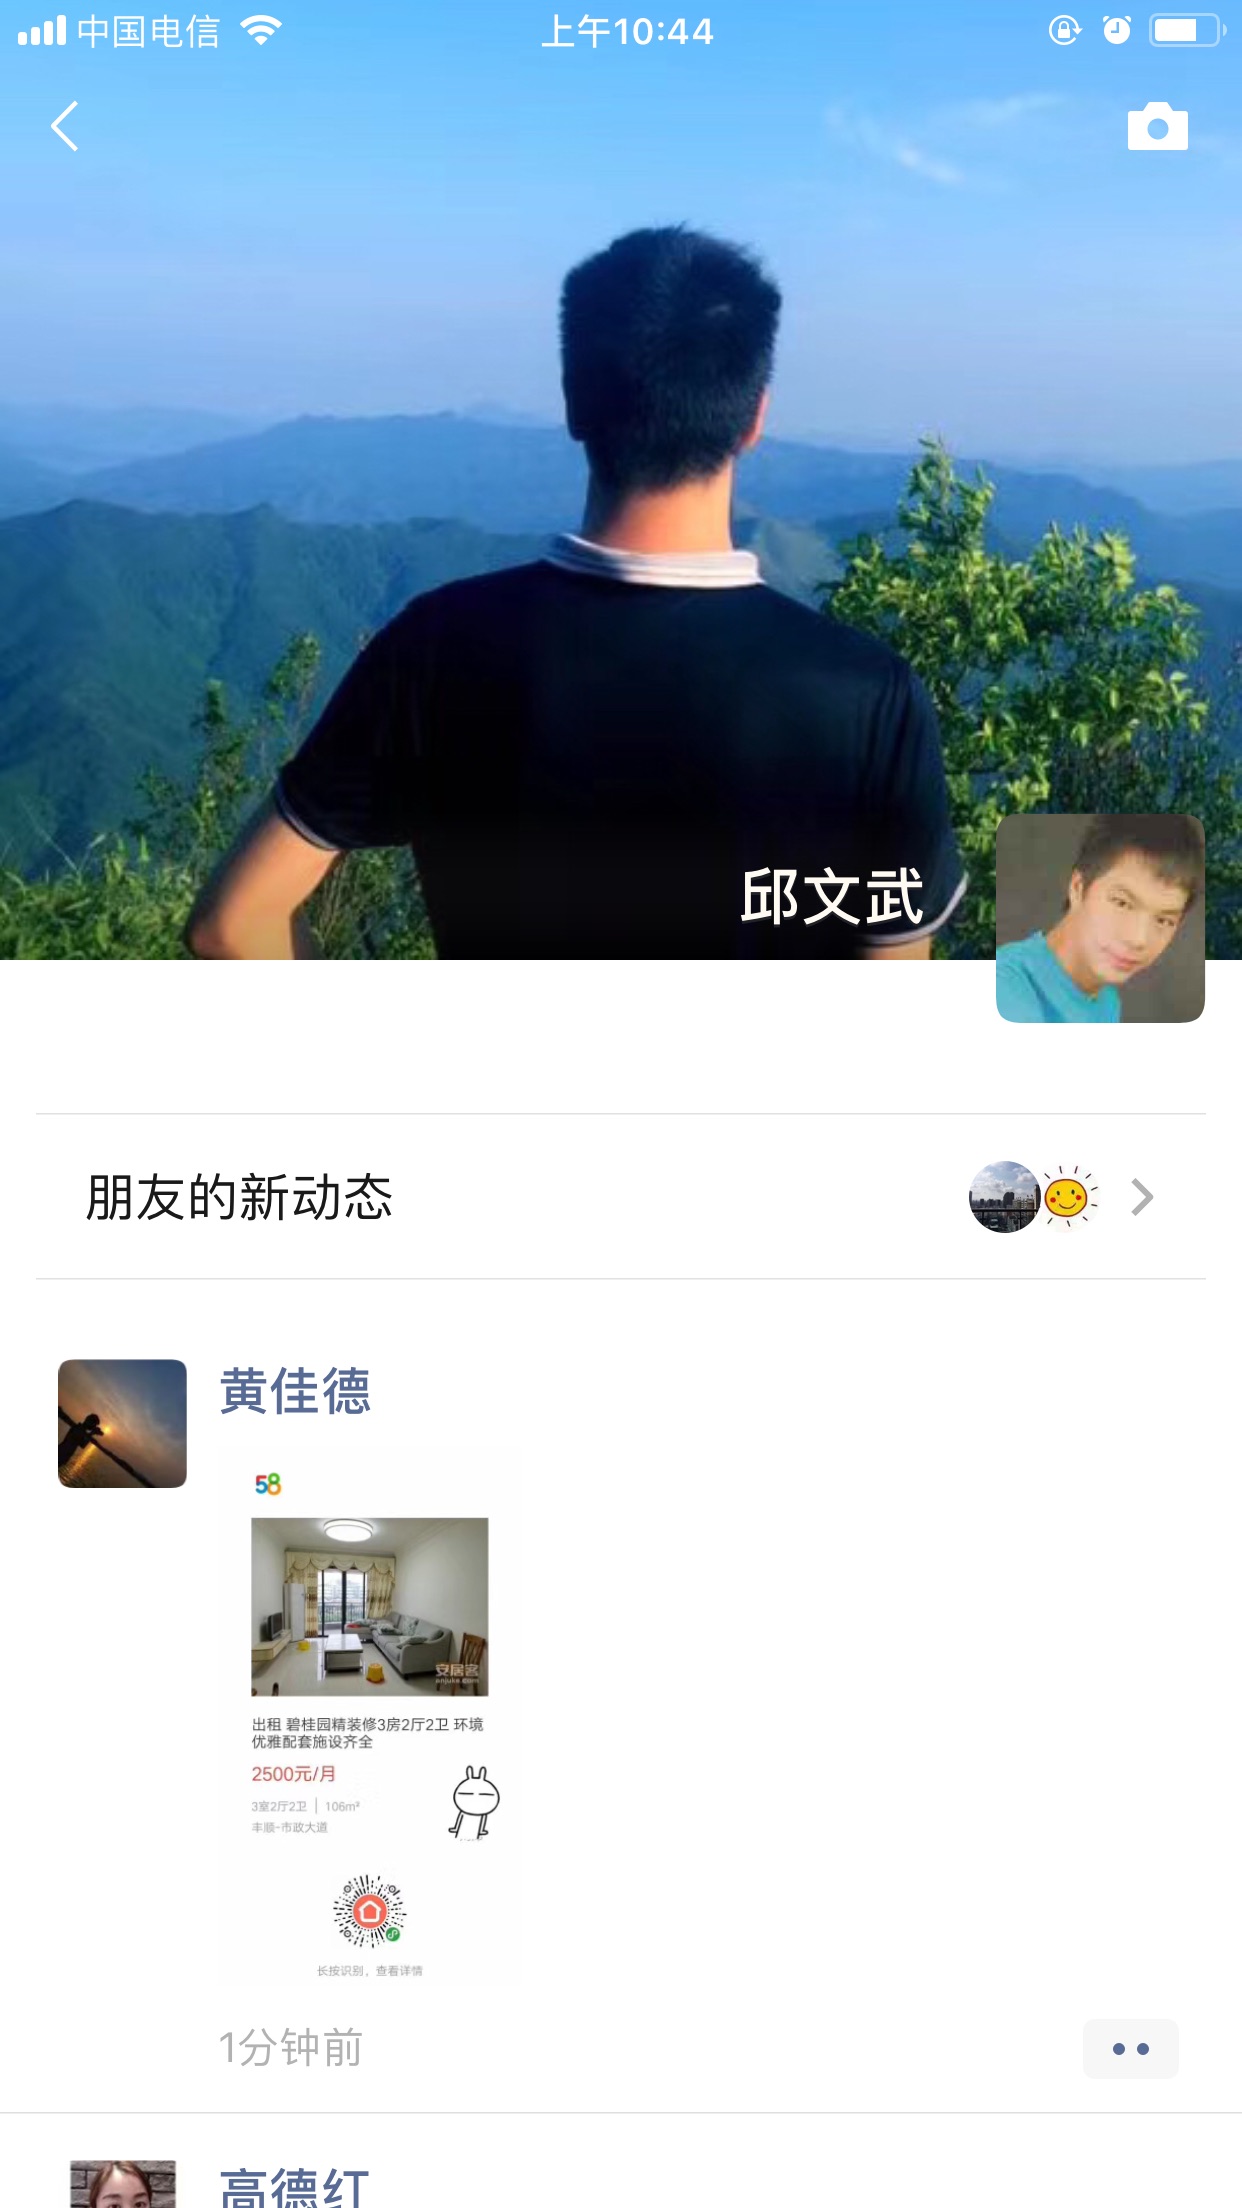 中国电信
上午10:44
邱文武
朋友的新动态
黄佳德
58
安居客
anjuke.com
出租 碧桂园精装修3房2厅2卫 环境
优雅配套施设齐全
2500元/月
3室2厅2卫 | 106m²
丰顺-市政大道
长按识别，查看详情
1分钟前
高德红